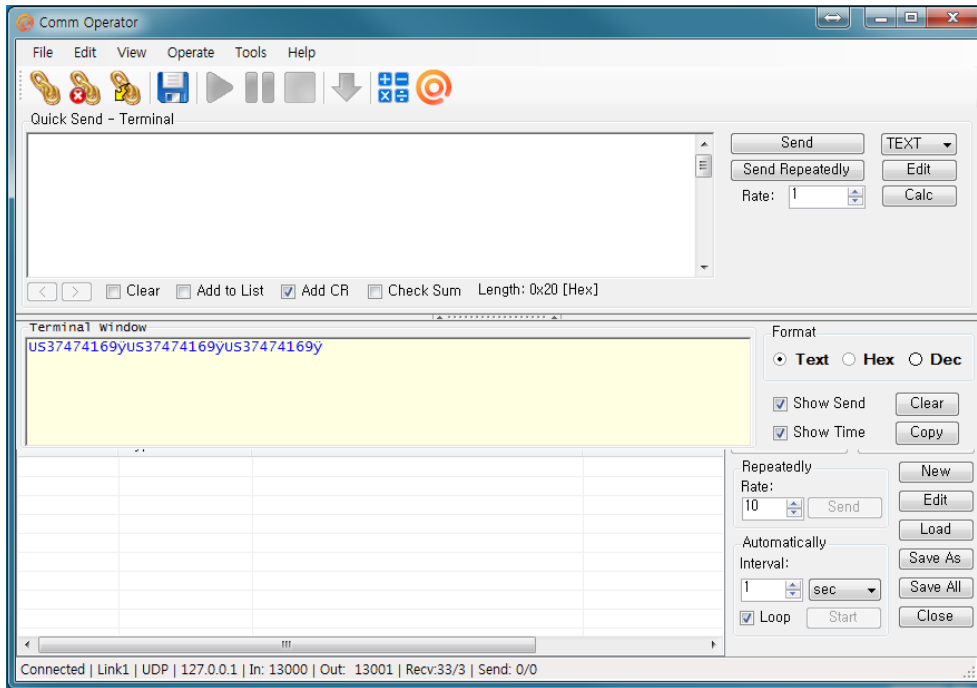 Comm Operator
File Edit View Operate Tools Help
Quick Send - Terminal
Send TEXT
Send Repeatedly Edit
Rate: 1 Calc
< > Clear Add to List Add CR Check Sum Length: 0x20 [Hex]
Terminal Window
US37474169ÿUS37474169ÿUS37474169ÿ
Format
Text Hex Dec
Show Send Clear
Show Time Copy
Repeatedly New
Rate:
10 Send Edit
Load
Automatically
Interval: Save As
1 sec Save All
Loop Start Close
Connected | Link1 | UDP | 127.0.0.1 | In: 13000 | Out: 13001 | Recv:33/3 | Send: 0/0